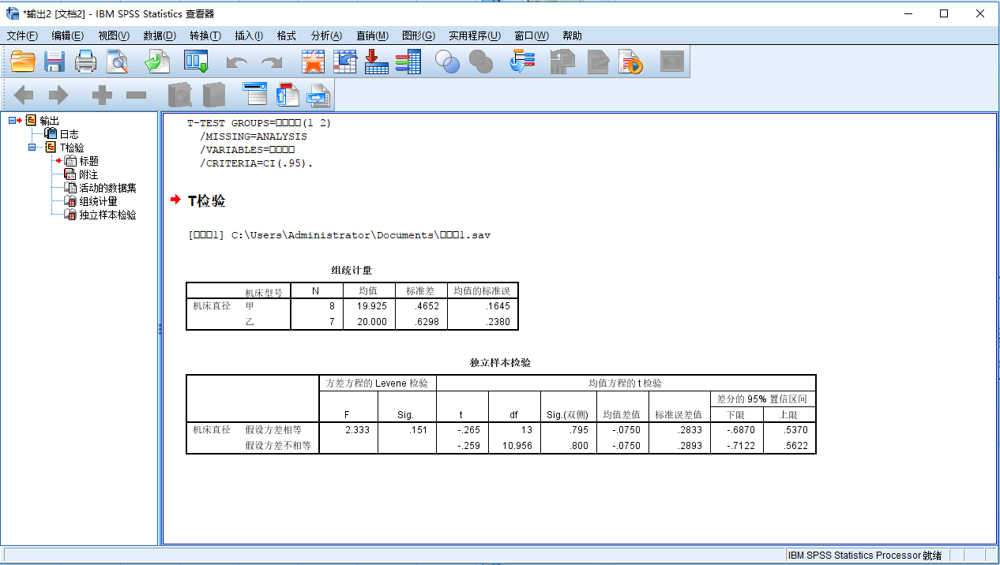 *输出2 [文档2] - IBM SPSS Statistics 查看器
文件(F) 编辑(E) 视图(V) 数据(D) 转换(T) 插入(I) 格式 分析(A) 直销(M) 图形(G) 实用程序(U) 窗口(W) 帮助
输出
日志
T检验
标题
附注
活动的数据集
组统计量
独立样本检验
T-TEST GROUPS=□□□□(1 2)
/MISSING=ANALYSIS
/VARIABLES=□□□□
/CRITERIA=CI(.95).
T检验
[□□□1] C:\Users\Administrator\Documents\□□□1.sav
组统计量
机床型号 N 均值 标准差 均值的标准误
机床直径 甲 8 19.925 .4652 .1645
乙 7 20.000 .6298 .2380
独立样本检验
方差方程的 Levene 检验 均值方程的 t 检验
差分的 95% 置信区间
F Sig. t df Sig.(双侧) 均值差值 标准误差值 下限 上限
机床直径 假设方差相等 2.333 .151 -.265 13 .795 -.0750 .2833 -.6870 .5370
假设方差不相等 -.259 10.956 .800 -.0750 .2893 -.7122 .5622
IBM SPSS Statistics Processor 就绪